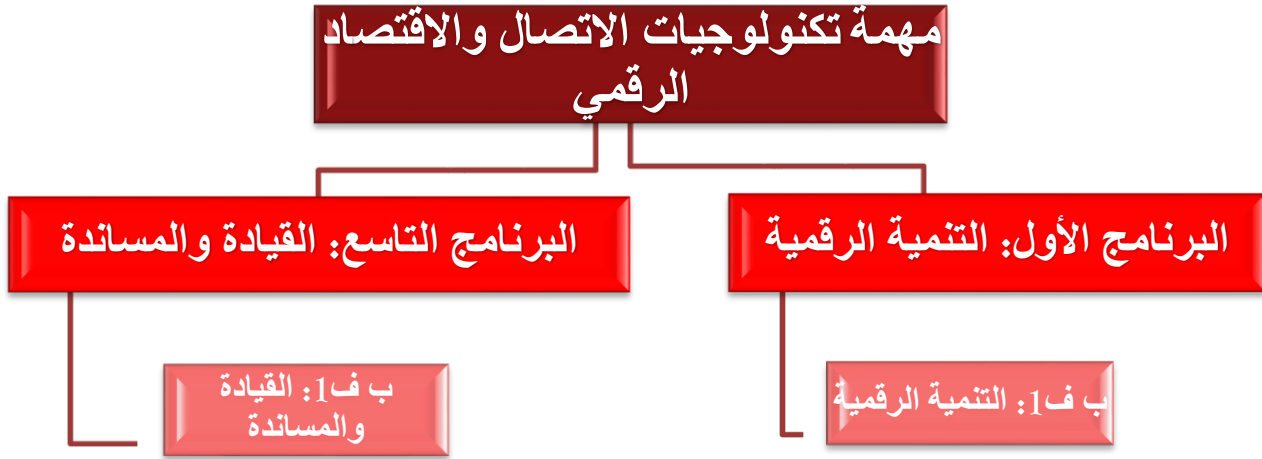 مهمة تكنولوجيات الاتصال والاقتصاد
الرقمي
البرنامج الأول: التنمية الرقمية
البرنامج التاسع: القيادة والمساندة
ب ف1: التنمية الرقمية
ب ف1: القيادة
والمساندة